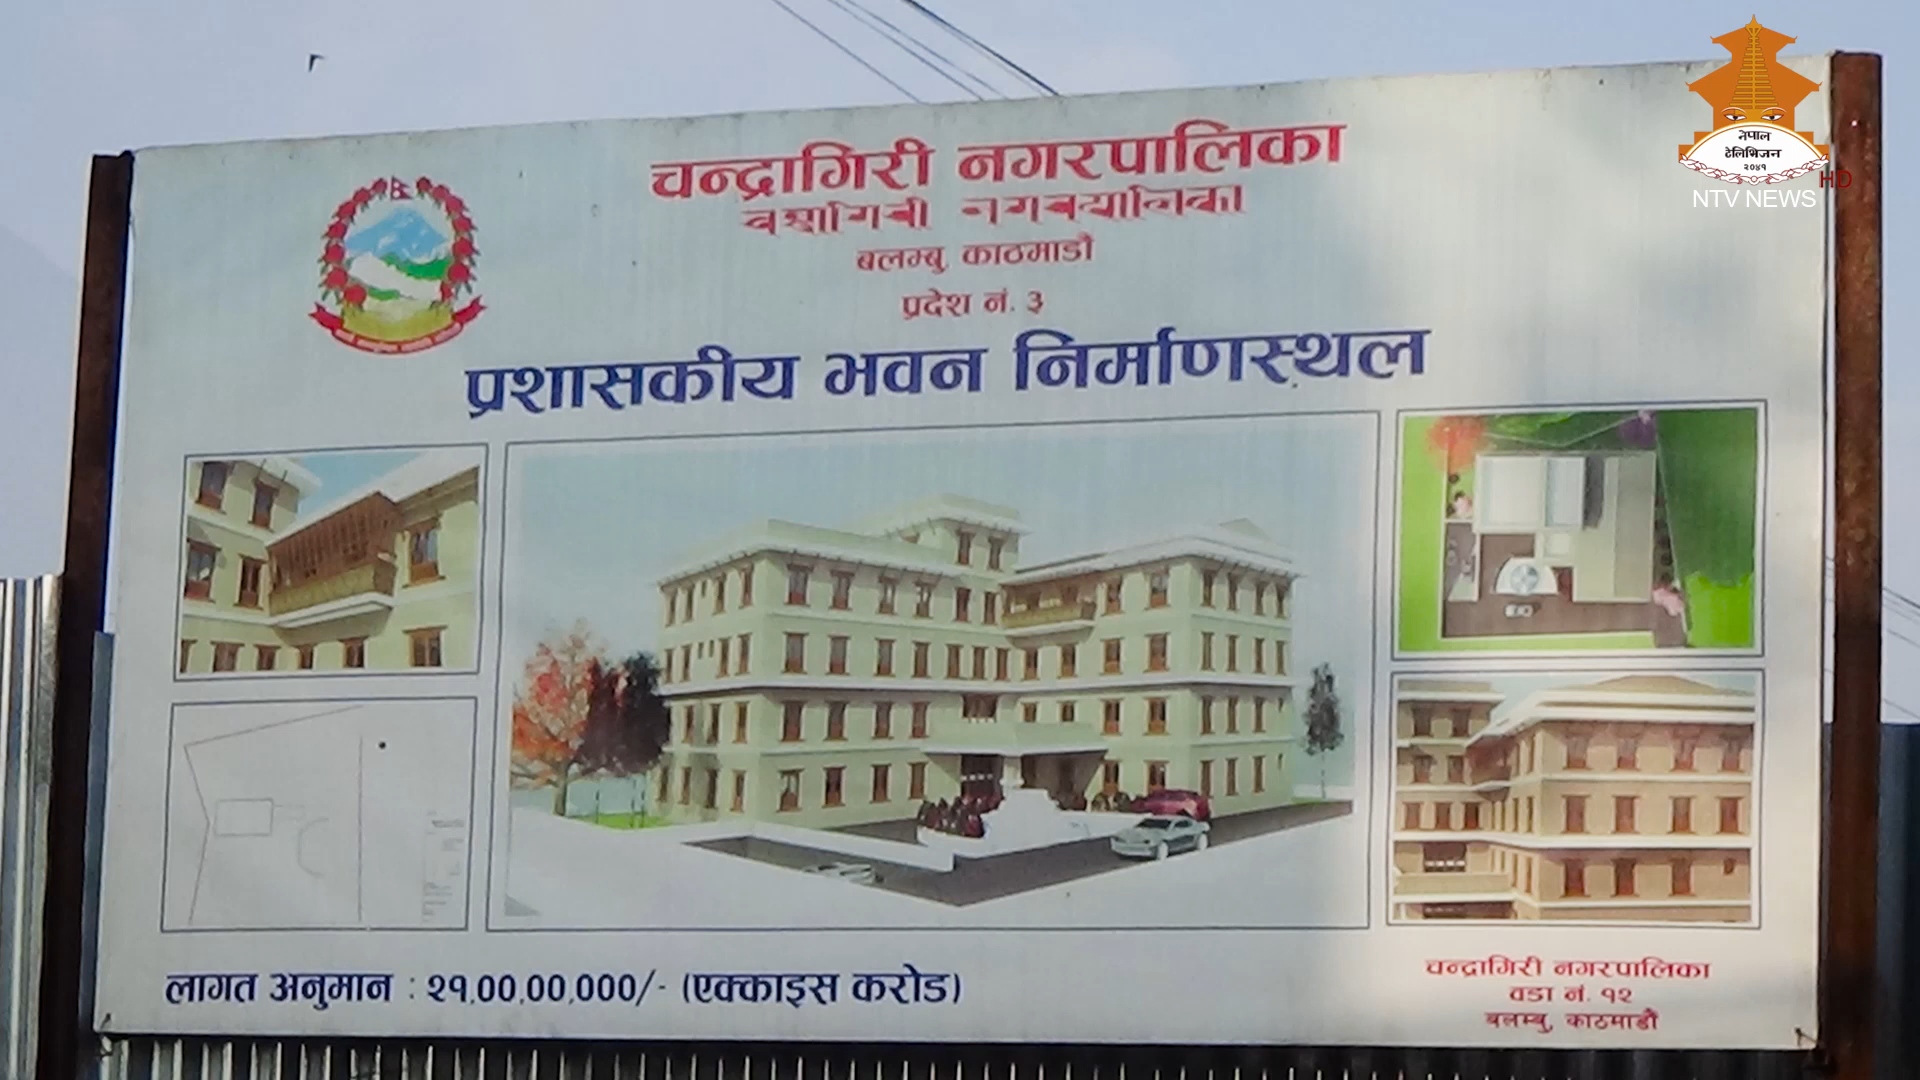 चन्द्रागिरी नगरपालिका
बलम्बु, काठमाडौं
प्रदेश नं. ३
प्रशासकीय भवन निर्माणस्थल
लागत अनुमान : २१,००,००,०००/- (एक्काइस करोड)
चन्द्रागिरी नगरपालिका
वडा नं. १२
बलम्बु, काठमाडौं
नेपाल
टेलिभिजन
२०४१
HD
NTV NEWS